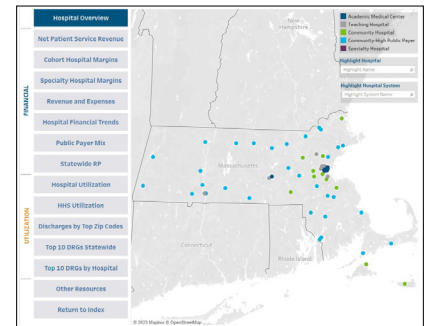 Hospital Overview
Net Patient Service Revenue
Cohort Hospital Margins
Specialty Hospital Margins
Revenue and Expenses
Hospital Financial Trends
Public Payer Mix
Statewide RP
Hospital Utilization
HHS Utilization
Discharges by Top Zip Codes
Top 10 DRGs Statewide
Top 10 DRGs by Hospital
Other Resources
Return to Index
FINANCIAL
UTILIZATION
New Hampshire
Massachusetts
Connecticut
Rhode Island
Academic Medical Center
Teaching Hospital
Community Hospital
Community-High Public Payer
Specialty Hospital
Highlight Hospital
Highlight Name
Highlight Hospital System
Highlight System Name
© 2025 Mapbox © OpenStreetMap